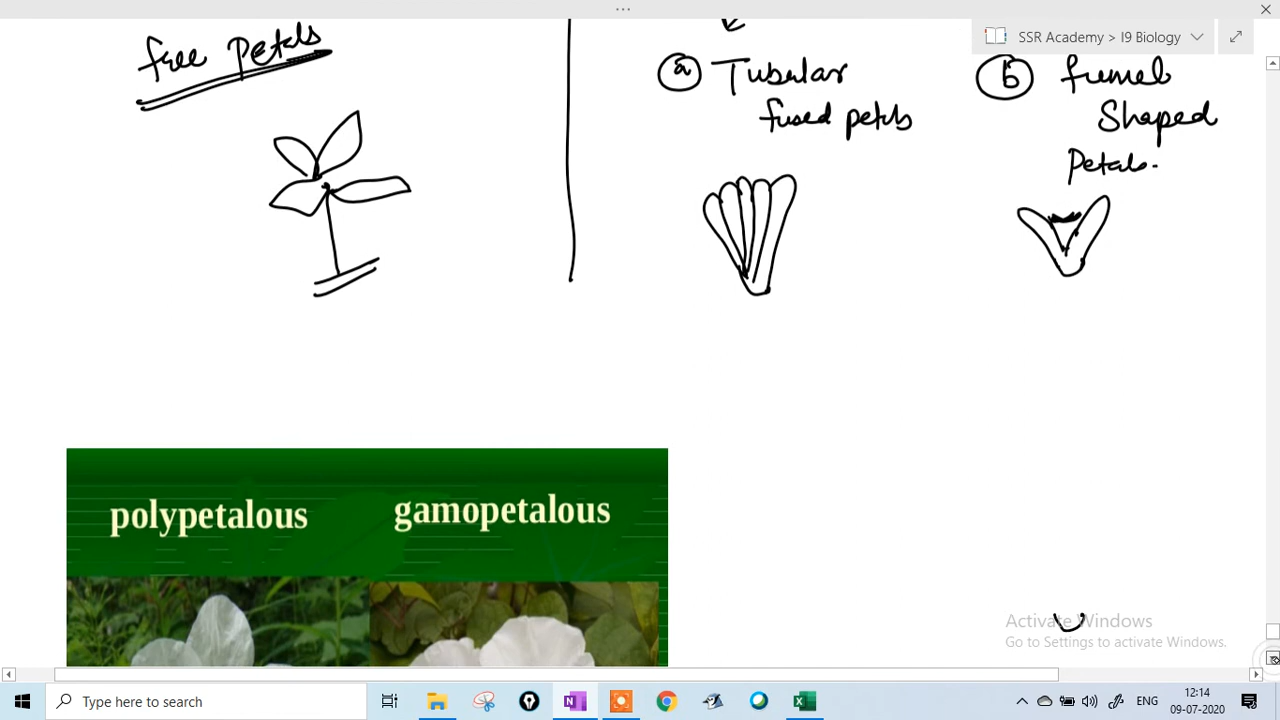 SSR Academy > I9 Biology
free Petals
a Tubular
fused petals
b funnel
Shaped
Petals.
polypetalous
gamopetalous
Activate Windows
Go to Settings to activate Windows.
Type here to search
ENG
12:14
09-07-2020